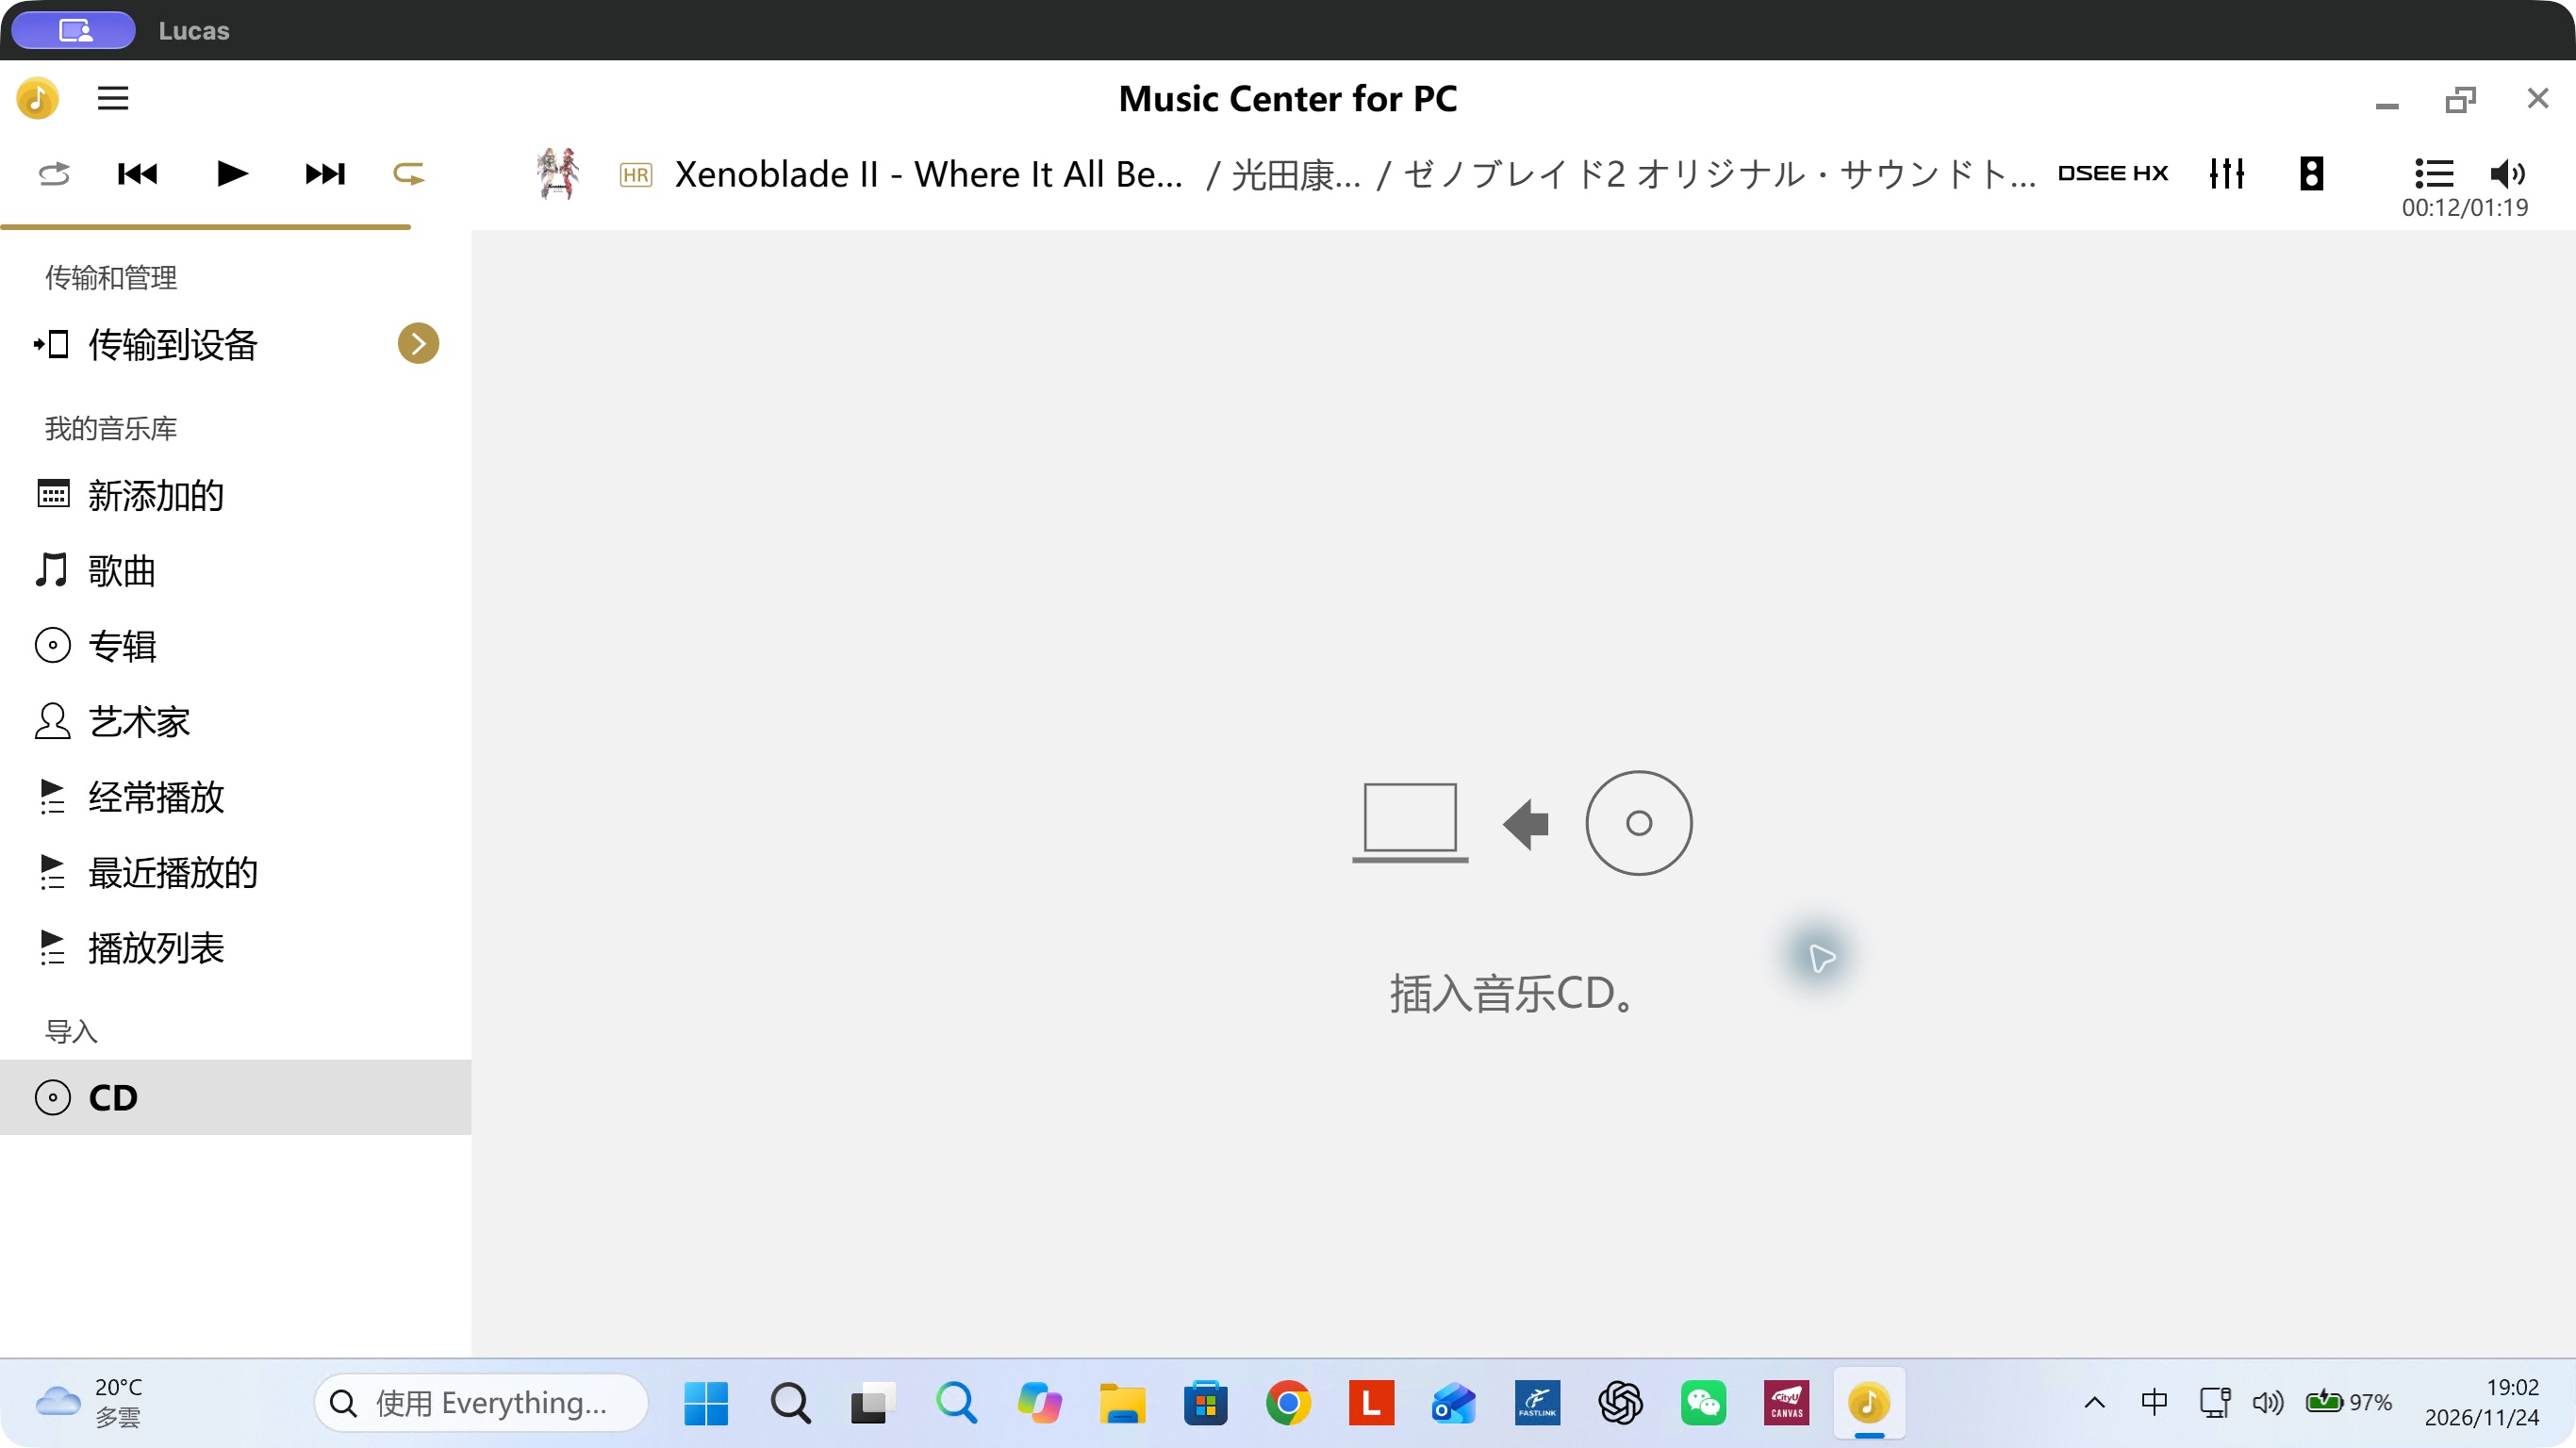 Lucas
Music Center for PC
HR Xenoblade II - Where It All Be... / 光田康... / ゼノブレイド2 オリジナル・サウンドト... DSEE HX
00:12/01:19
传输和管理
传输到设备
我的音乐库
新添加的
歌曲
专辑
艺术家
经常播放
最近播放的
播放列表
导入
CD
插入音乐CD。
20°C
多雲
使用 Everything...
L
O
FASTLINK
CityU
CANVAS
中
97%
19:02
2026/11/24